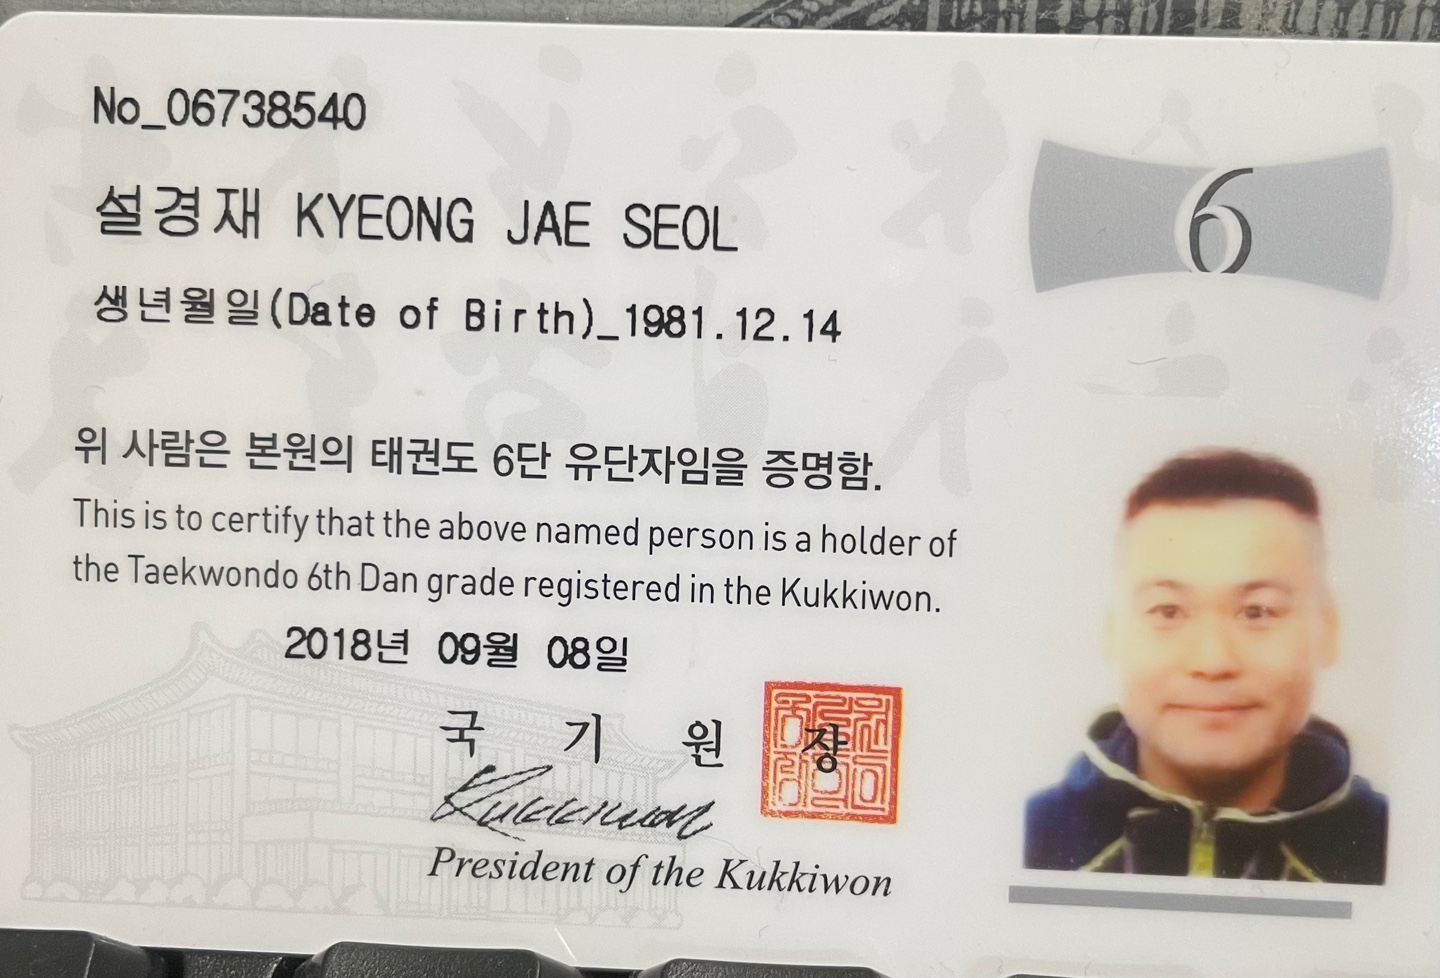 No_06738540
6
설경재 KYEONG JAE SEOL
생년월일(Date of Birth)_1981.12.14
위 사람은 본원의 태권도 6단 유단자임을 증명함.
This is to certify that the above named person is a holder of
the Taekwondo 6th Dan grade registered in the Kukkiwon.
2018년 09월 08일
국 기 원 장
Kukkiwon
President of the Kukkiwon